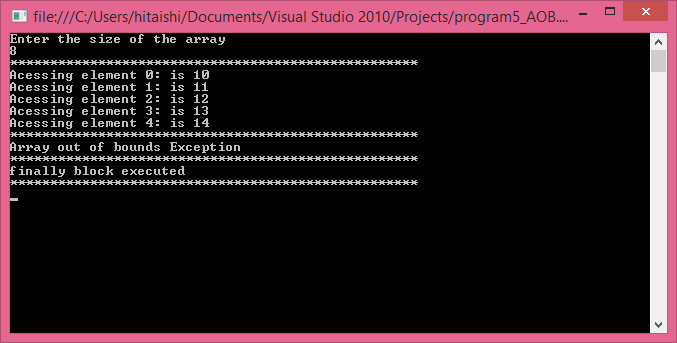 file:///C:/Users/hitaishi/Documents/Visual Studio 2010/Projects/program5_AOB....
Enter the size of the array
8
***************************************************
Acessing element 0: is 10
Acessing element 1: is 11
Acessing element 2: is 12
Acessing element 3: is 13
Acessing element 4: is 14
***************************************************
Array out of bounds Exception
***************************************************
finally block executed
***************************************************